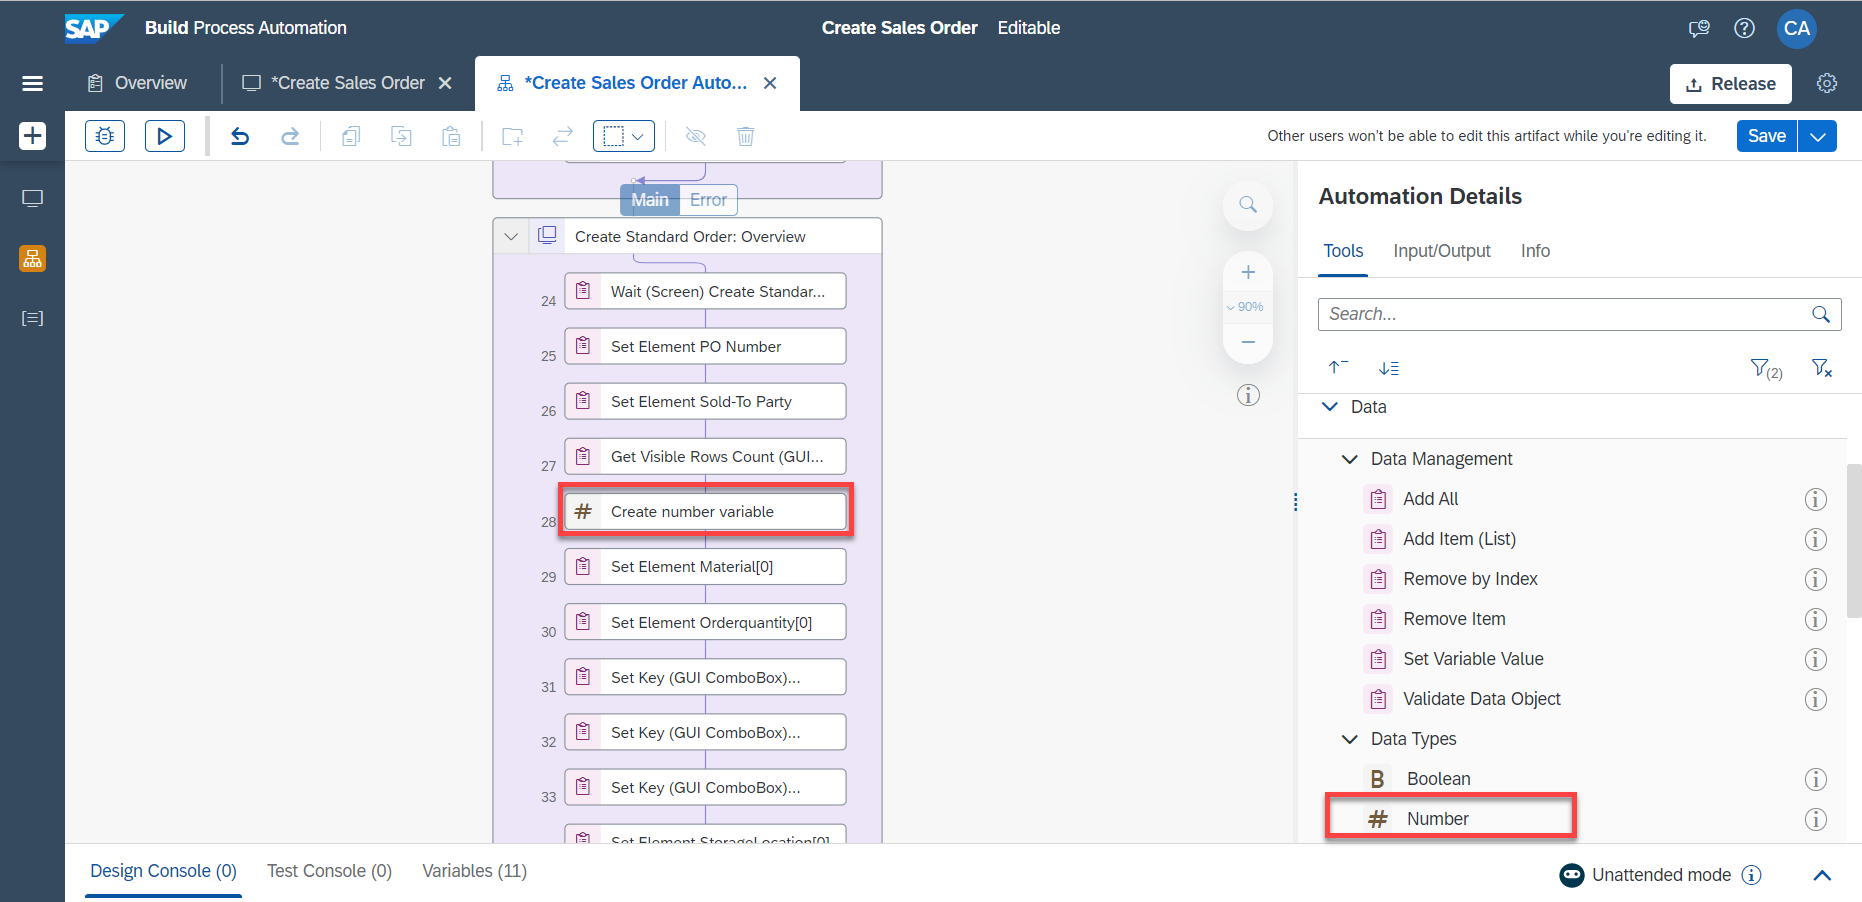 SAP Build Process Automation
Create Sales Order Editable
CA
Overview
*Create Sales Order
*Create Sales Order Auto...
Release
Other users won't be able to edit this artifact while you're editing it.
Save
Main Error
Create Standard Order: Overview
24 Wait (Screen) Create Standar...
25 Set Element PO Number
26 Set Element Sold-To Party
27 Get Visible Rows Count (GUI...
28 # Create number variable
29 Set Element Material[0]
30 Set Element Orderquantity[0]
31 Set Key (GUI ComboBox)...
32 Set Key (GUI ComboBox)...
33 Set Key (GUI ComboBox)...
Set Element StorageLocation[0]
90%
Automation Details
Tools Input/Output Info
Search...
(2)
Data
Data Management
Add All
Add Item (List)
Remove by Index
Remove Item
Set Variable Value
Validate Data Object
Data Types
B Boolean
# Number
Design Console (0) Test Console (0) Variables (11)
Unattended mode